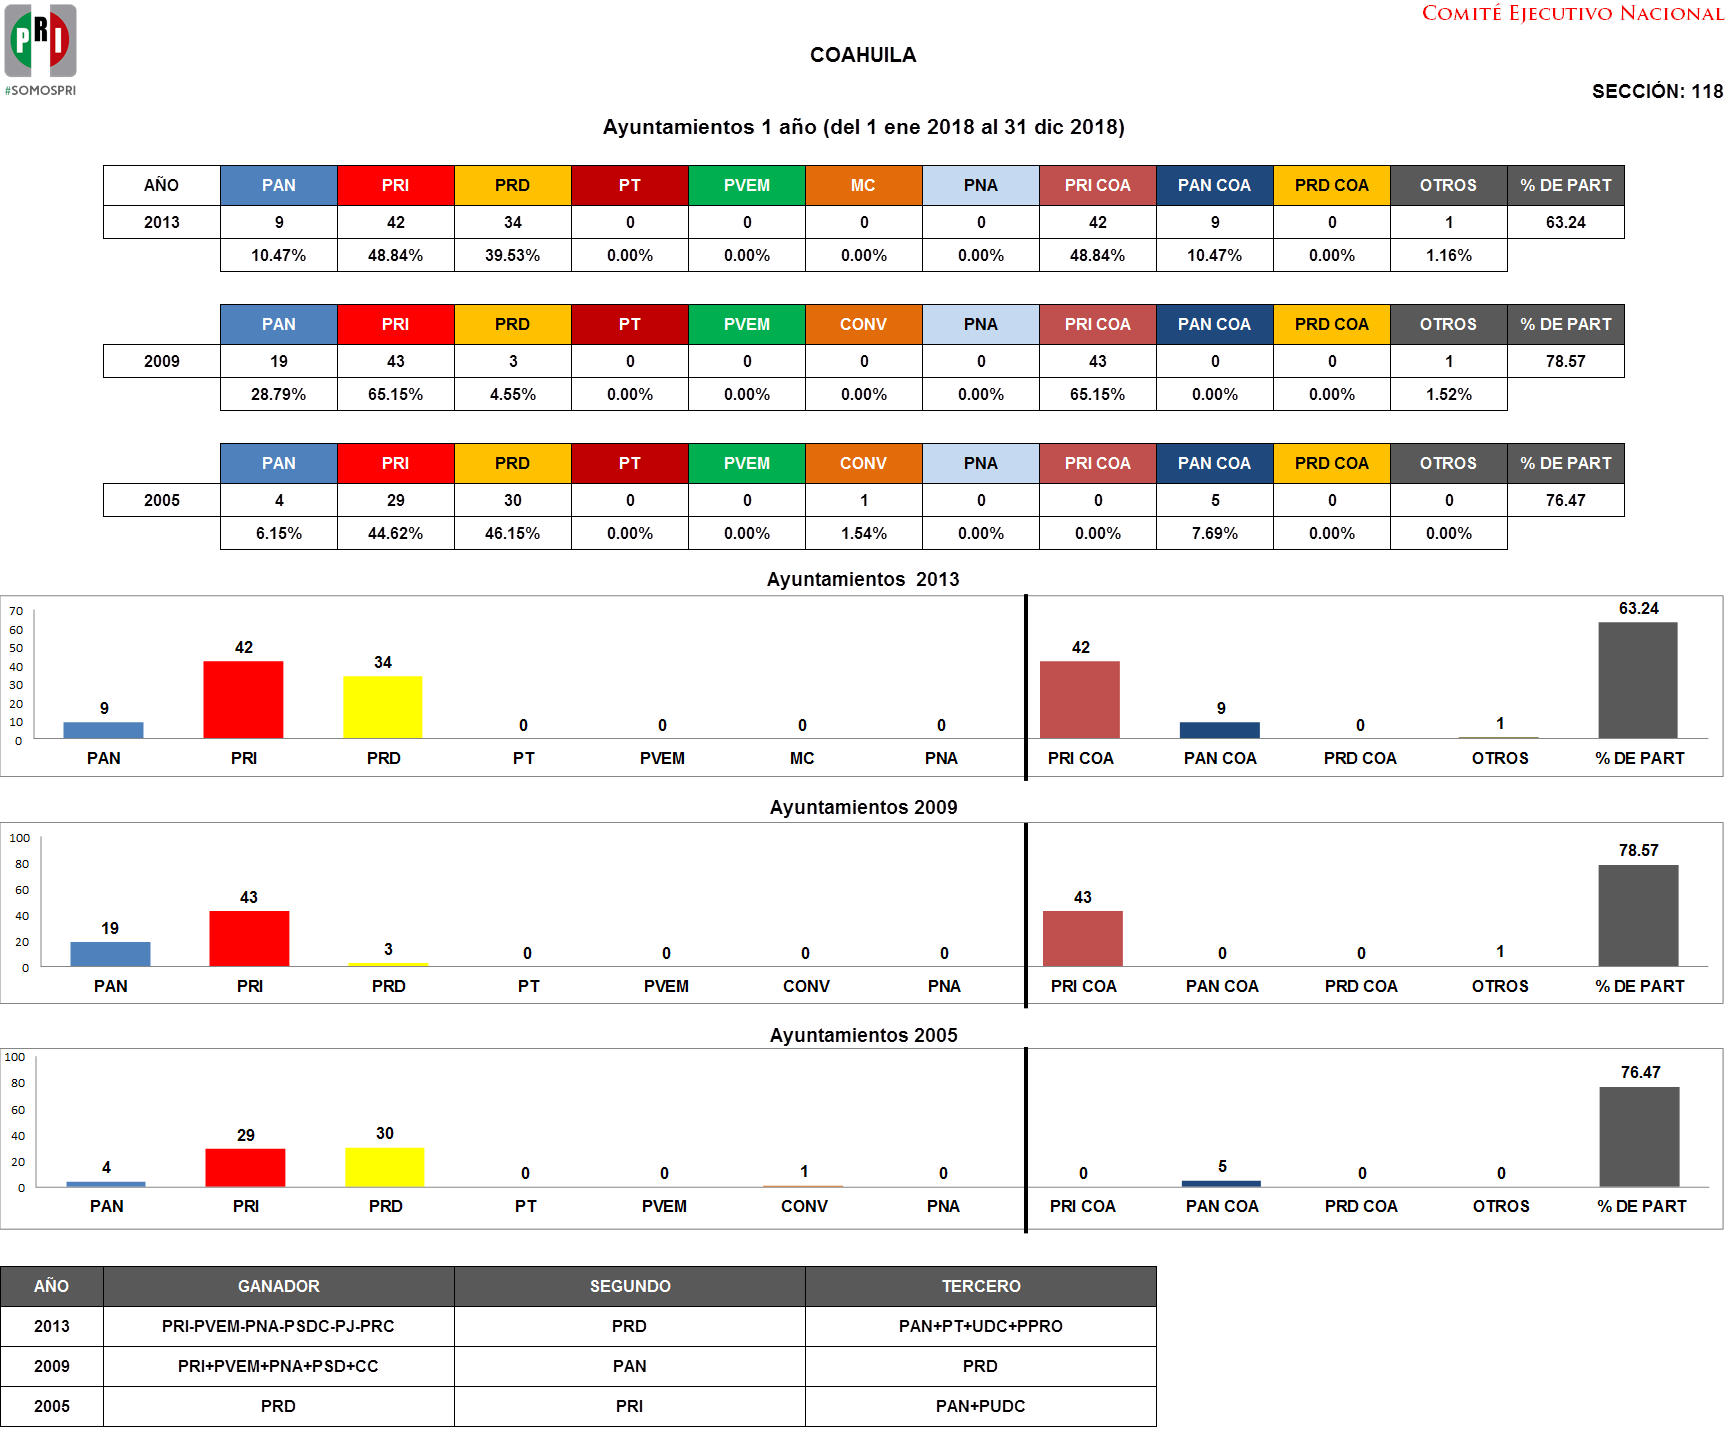 COMITÉ EJECUTIVO NACIONAL
PRI
#SOMOSPRI
COAHUILA
SECCIÓN: 118
Ayuntamientos 1 año (del 1 ene 2018 al 31 dic 2018)
AÑO PAN PRI PRD PT PVEM MC PNA PRI COA PAN COA PRD COA OTROS % DE PART
2013 9 42 34 0 0 0 0 42 9 0 1 63.24
10.47% 48.84% 39.53% 0.00% 0.00% 0.00% 0.00% 48.84% 10.47% 0.00% 1.16%
PAN PRI PRD PT PVEM CONV PNA PRI COA PAN COA PRD COA OTROS % DE PART
2009 19 43 3 0 0 0 0 43 0 0 1 78.57
28.79% 65.15% 4.55% 0.00% 0.00% 0.00% 0.00% 65.15% 0.00% 0.00% 1.52%
PAN PRI PRD PT PVEM CONV PNA PRI COA PAN COA PRD COA OTROS % DE PART
2005 4 29 30 0 0 1 0 0 5 0 0 76.47
6.15% 44.62% 46.15% 0.00% 0.00% 1.54% 0.00% 0.00% 7.69% 0.00% 0.00%
Ayuntamientos 2013
70
60
50
40
30
20
10
0
9 42 34 0 0 0 0 42 9 0 1 63.24
PAN PRI PRD PT PVEM MC PNA PRI COA PAN COA PRD COA OTROS % DE PART
Ayuntamientos 2009
100
80
60
40
20
0
19 43 3 0 0 0 0 43 0 0 1 78.57
PAN PRI PRD PT PVEM CONV PNA PRI COA PAN COA PRD COA OTROS % DE PART
Ayuntamientos 2005
100
80
60
40
20
0
4 29 30 0 0 1 0 0 5 0 0 76.47
PAN PRI PRD PT PVEM CONV PNA PRI COA PAN COA PRD COA OTROS % DE PART
AÑO GANADOR SEGUNDO TERCERO
2013 PRI-PVEM-PNA-PSDC-PJ-PRC PRD PAN+PT+UDC+PPRO
2009 PRI+PVEM+PNA+PSD+CC PAN PRD
2005 PRD PRI PAN+PUDC